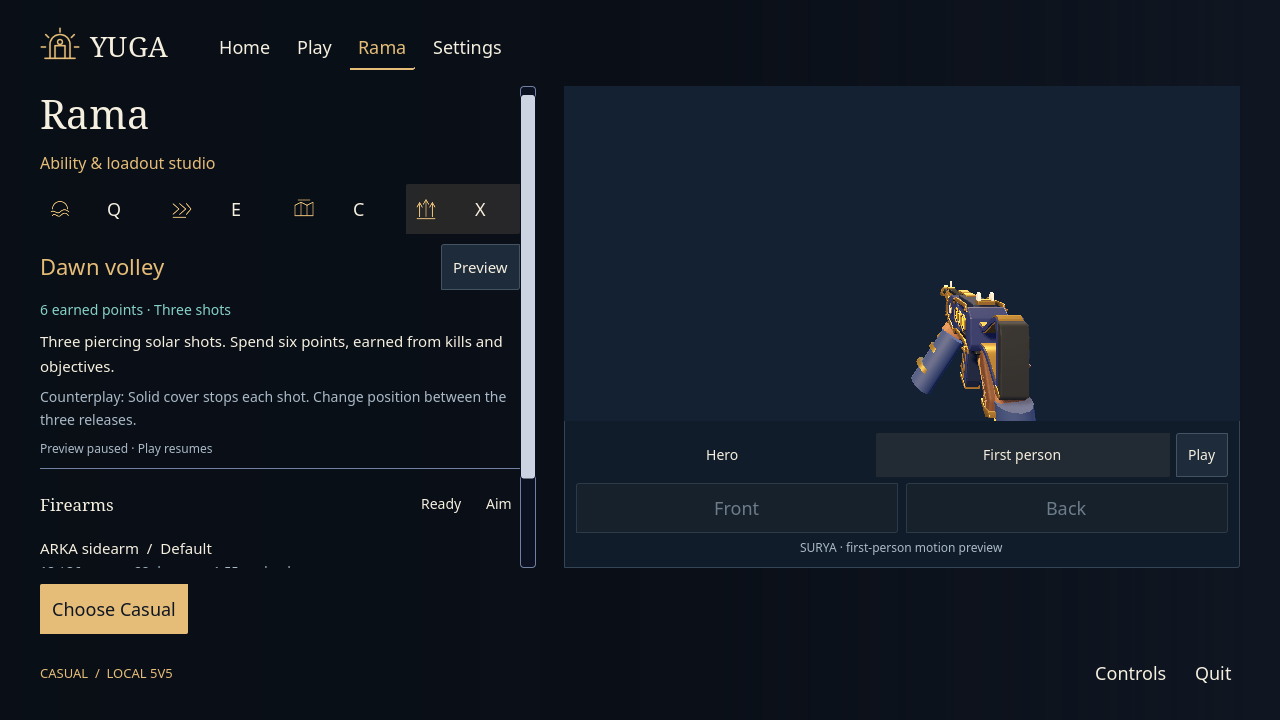 YUGA
Home
Play
Rama
Settings
Rama
Ability & loadout studio
Q
E
C
X
Dawn volley
Preview
6 earned points · Three shots
Three piercing solar shots. Spend six points, earned from kills and
objectives.
Counterplay: Solid cover stops each shot. Change position between the
three releases.
Preview paused · Play resumes
Firearms
Ready
Aim
ARKA sidearm / Default
Choose Casual
CASUAL / LOCAL 5V5
Hero
First person
Play
Front
Back
SURYA · first-person motion preview
Controls
Quit